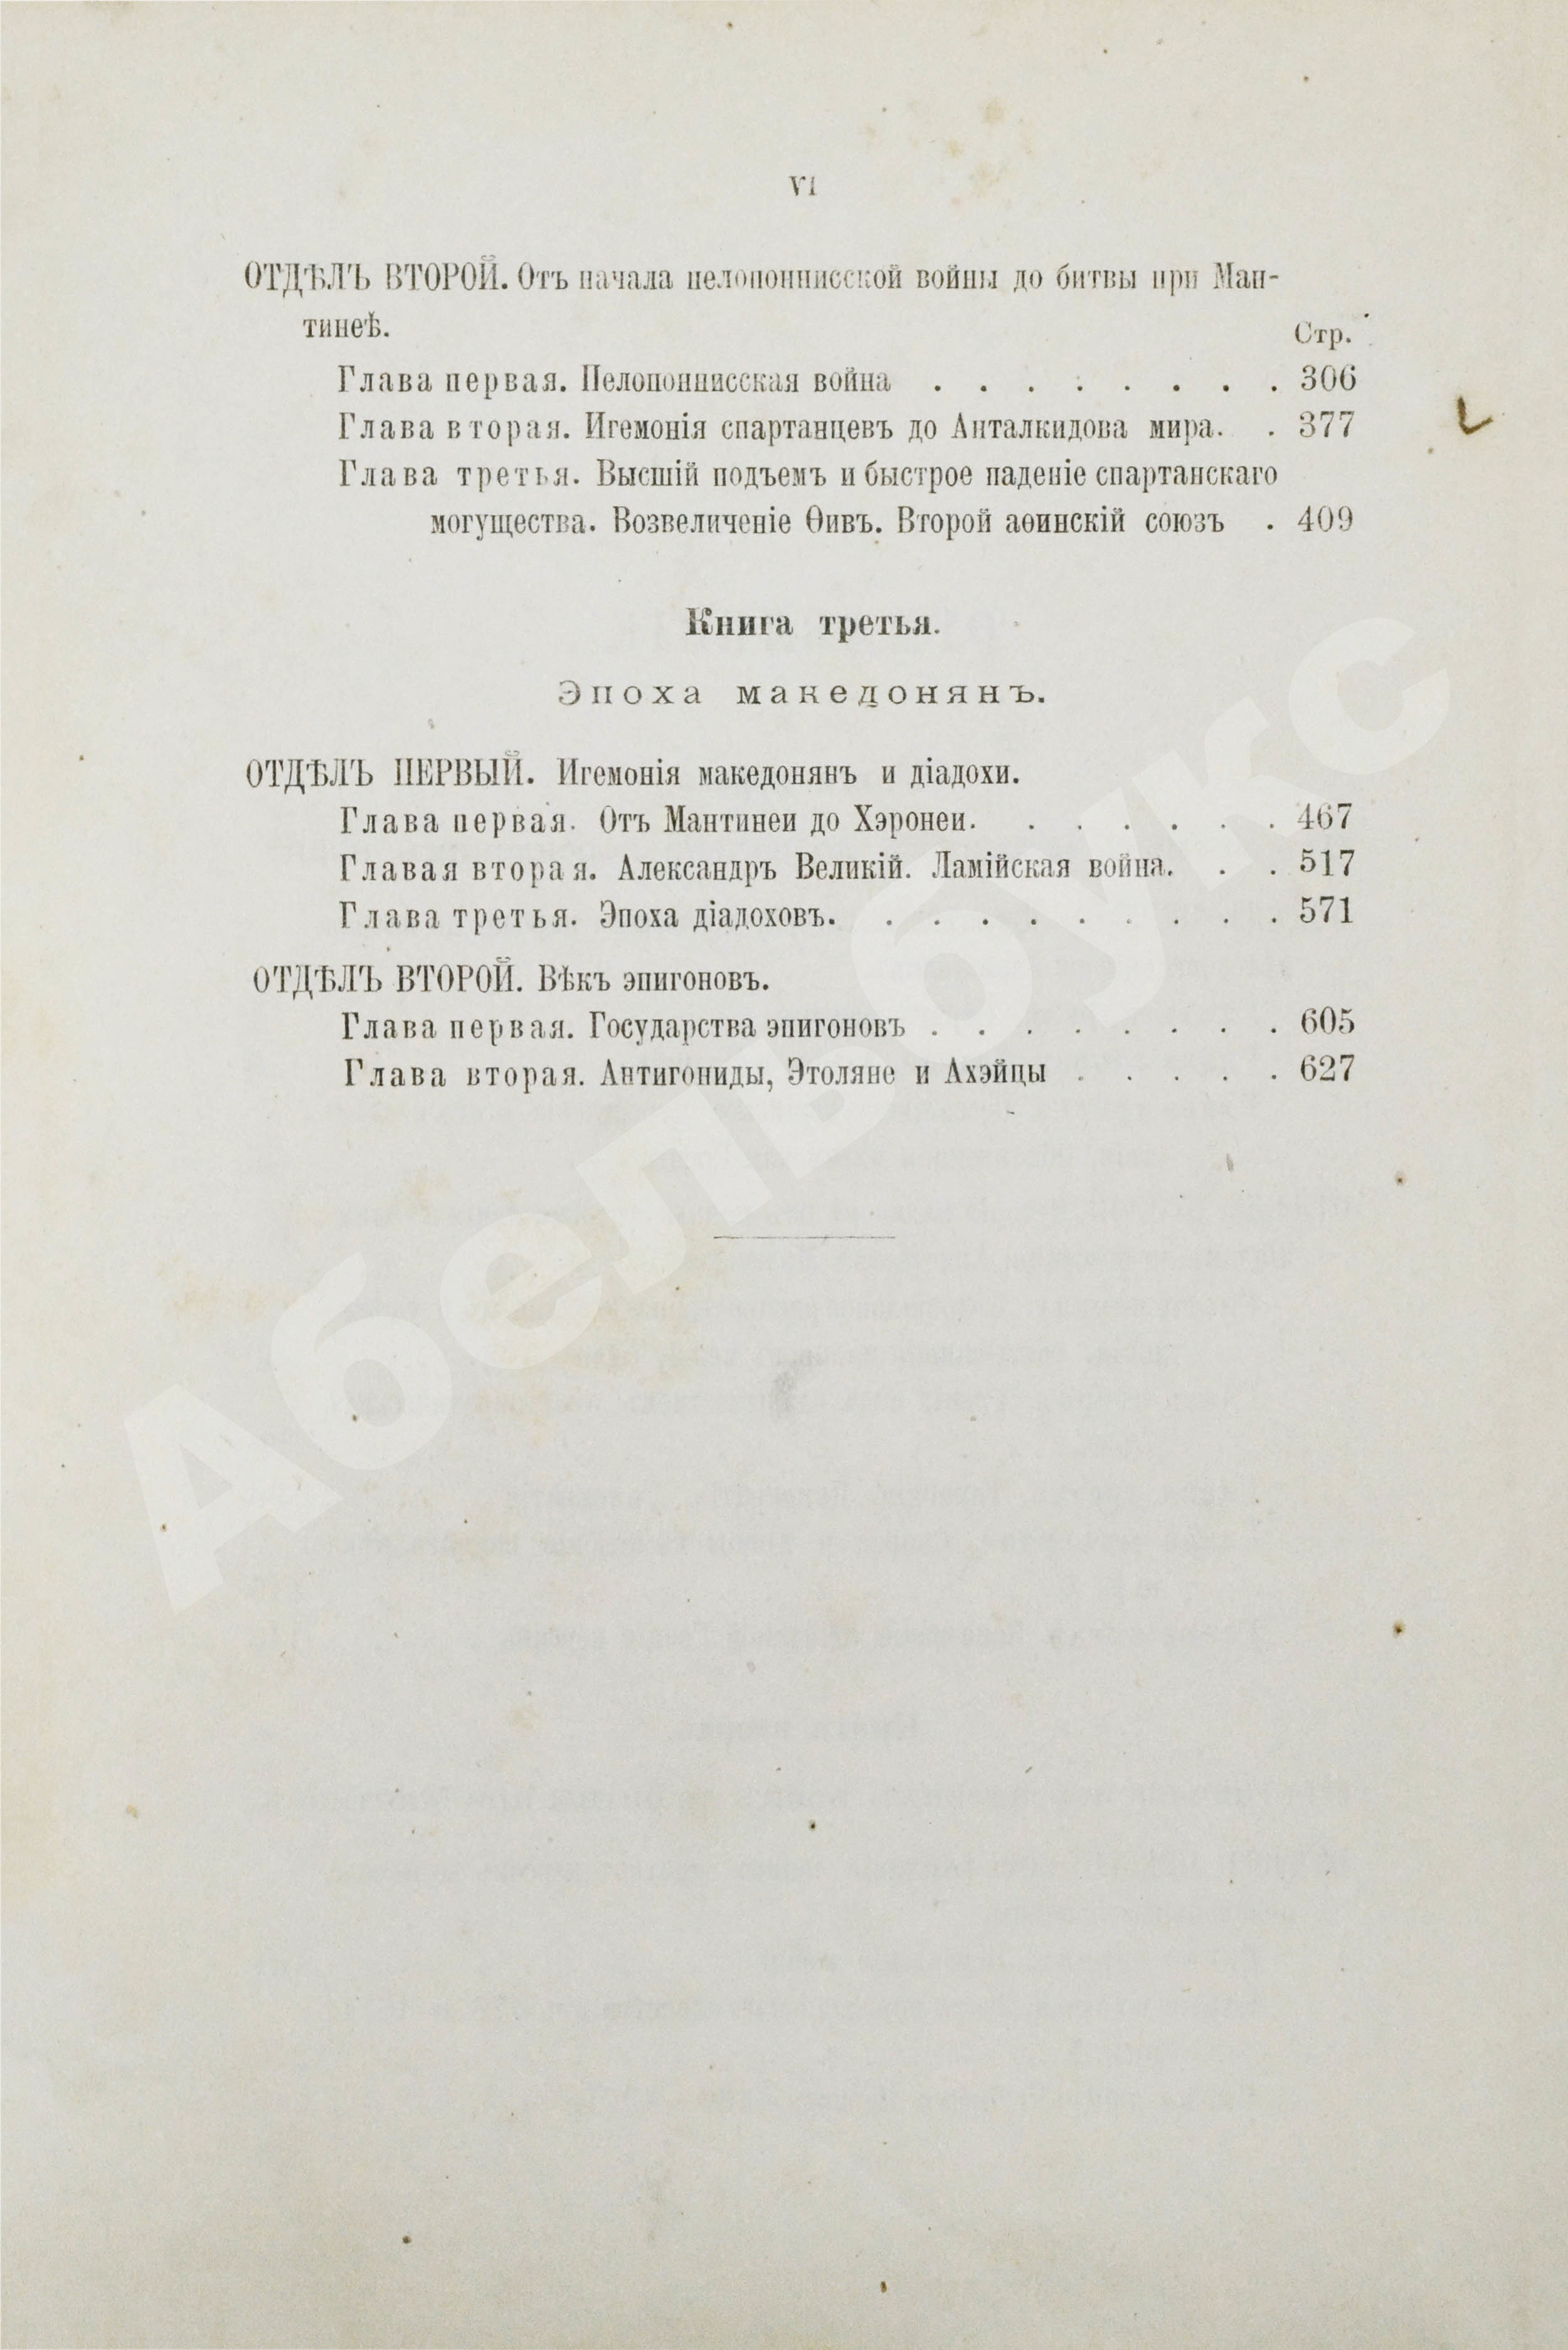 VI
ОТДѢЛЪ ВТОРОЙ. Отъ начала пелопоннисской войны до битвы при Ман-
тинеѣ.
Стр.
Глава первая. Пелопоннисская война . . . . . . . . 306
Глава вторая. Игемонія спартанцевъ до Анталкидова мира. . 377
Глава третья. Высшій подъемъ и быстрое паденіе спартанскаго
могущества. Возвеличеніе Ѳивъ. Второй аѳинскій союзъ . 409
Книга третья.
Эпоха македонянъ.
ОТДѢЛЪ ПЕРВЫЙ. Игемонія македонянъ и діадохи.
Глава первая. Отъ Мантинеи до Хэронеи. . . . . . . 467
Главая вторая. Александръ Великій. Ламійская война. . . 517
Глава третья. Эпоха діадоховъ. . . . . . . . . . 571
ОТДѢЛЪ ВТОРОЙ. Вѣкъ эпигоновъ.
Глава первая. Государства эпигоновъ . . . . . . . . 605
Глава вторая. Антигониды, Этоляне и Ахэйцы . . . . . 627
Абельбукс